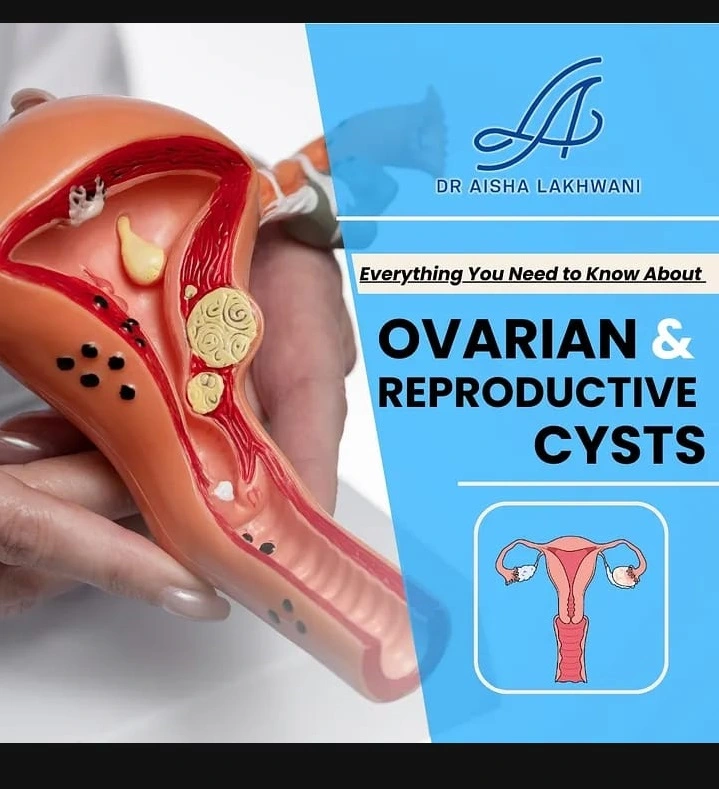 DR AISHA LAKHWANI
Everything You Need to Know About
OVARIAN &
REPRODUCTIVE
CYSTS